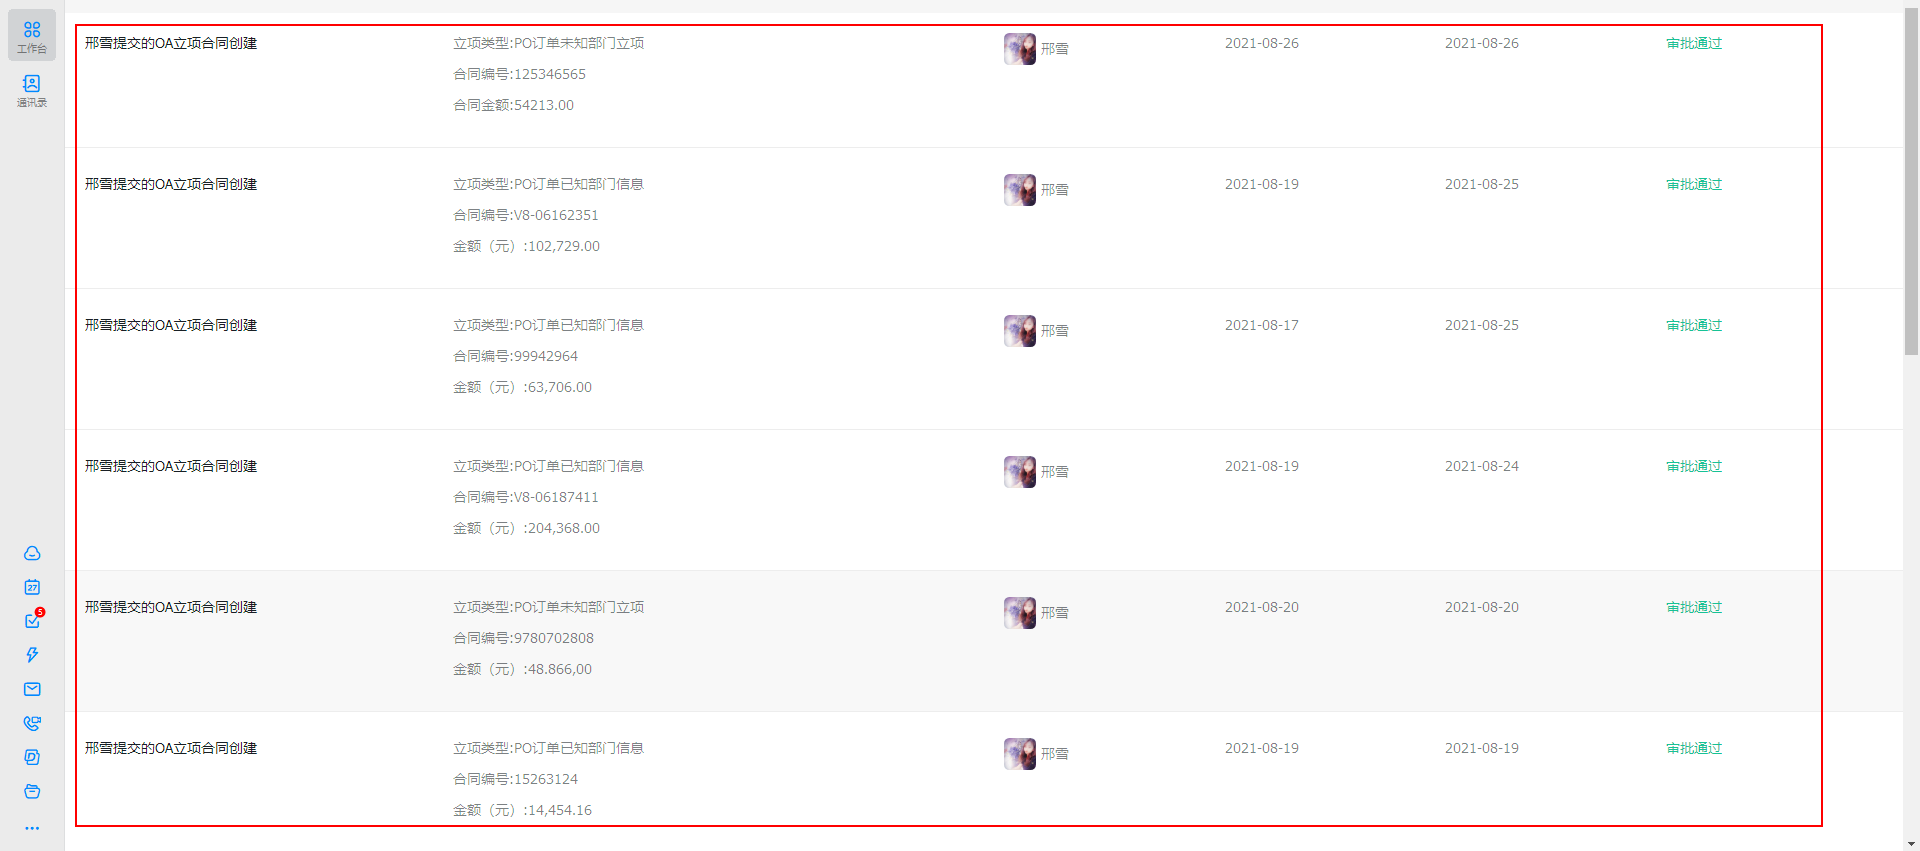 工作台
通讯录
27
5
邢雪提交的OA立项合同创建 立项类型:PO订单未知部门立项 邢雪 2021-08-26 2021-08-26 审批通过
合同编号:125346565
合同金额:54213.00
邢雪提交的OA立项合同创建 立项类型:PO订单已知部门信息 邢雪 2021-08-19 2021-08-25 审批通过
合同编号:V8-06162351
金额（元）:102,729.00
邢雪提交的OA立项合同创建 立项类型:PO订单已知部门信息 邢雪 2021-08-17 2021-08-25 审批通过
合同编号:99942964
金额（元）:63,706.00
邢雪提交的OA立项合同创建 立项类型:PO订单已知部门信息 邢雪 2021-08-19 2021-08-24 审批通过
合同编号:V8-06187411
金额（元）:204,368.00
邢雪提交的OA立项合同创建 立项类型:PO订单未知部门立项 邢雪 2021-08-20 2021-08-20 审批通过
合同编号:9780702808
金额（元）:48.866,00
邢雪提交的OA立项合同创建 立项类型:PO订单已知部门信息 邢雪 2021-08-19 2021-08-19 审批通过
合同编号:15263124
金额（元）:14,454.16